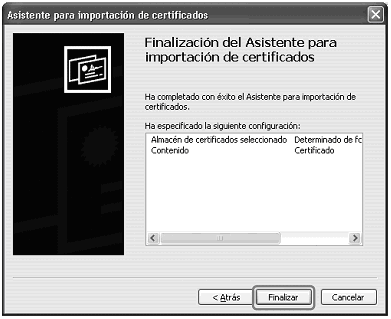 Asistente para importación de certificados
Finalización del Asistente para
importación de certificados
Ha completado con éxito el Asistente para importación de
certificados.
Ha especificado la siguiente configuración:
Almacén de certificados seleccionado Determinado de fc
Contenido Certificado
< Atrás Finalizar Cancelar